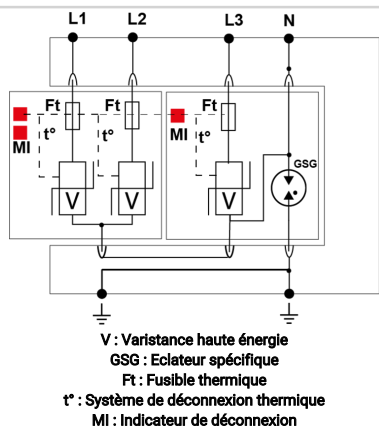 L1 L2 L3 N
Ft Ft Ft
t° t° MI t°
MI
GSG
V V V
V : Varistance haute énergie
GSG : Eclateur spécifique
Ft : Fusible thermique
t° : Système de déconnexion thermique
MI : Indicateur de déconnexion